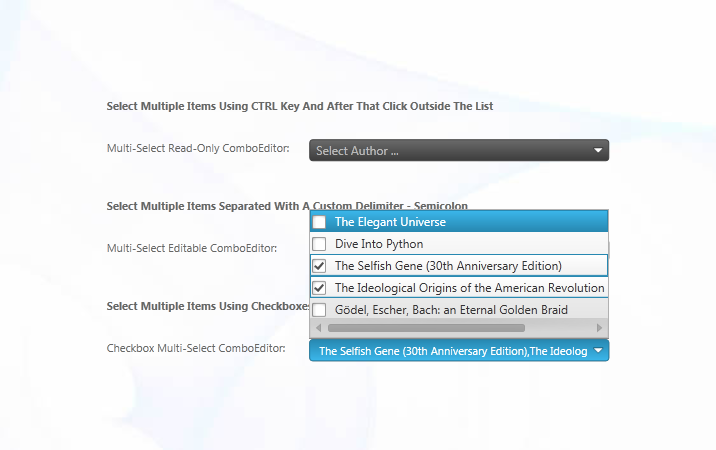 Select Multiple Items Using CTRL Key And After That Click Outside The List
Multi-Select Read-Only ComboEditor:
Select Author ...
Select Multiple Items Separated With A Custom Delimiter - Semicolon
Multi-Select Editable ComboEditor:
The Elegant Universe
Dive Into Python
The Selfish Gene (30th Anniversary Edition)
The Ideological Origins of the American Revolution
Gödel, Escher, Bach: an Eternal Golden Braid
Select Multiple Items Using Checkboxes
Checkbox Multi-Select ComboEditor:
The Selfish Gene (30th Anniversary Edition),The Ideolog